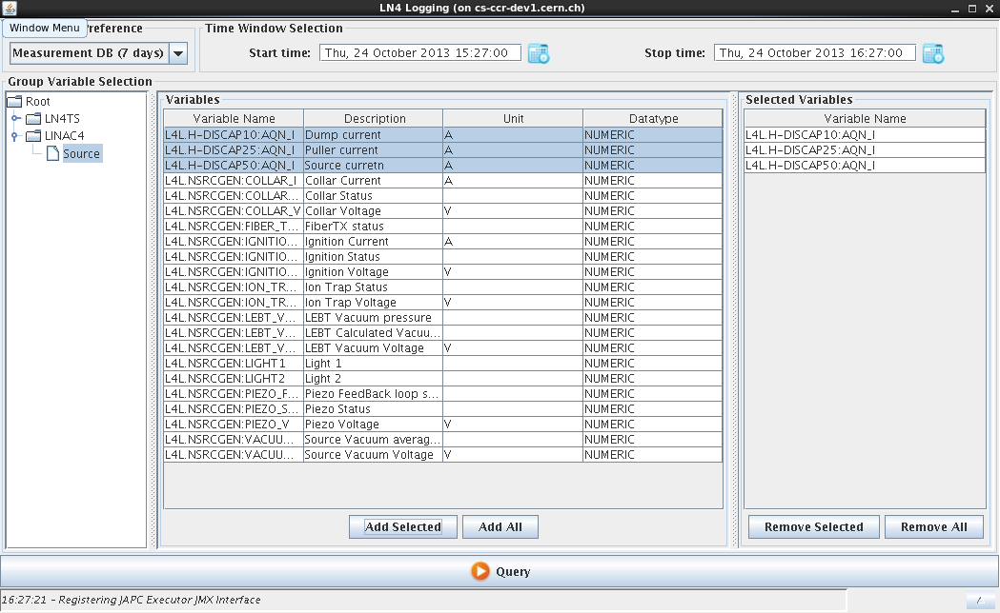 LN4 Logging (on cs-ccr-dev1.cern.ch)
Window Menu Preference
Measurement DB (7 days)
Time Window Selection
Start time: Thu, 24 October 2013 15:27:00 Stop time: Thu, 24 October 2013 16:27:00
Group Variable Selection
Root
LN4TS
LINAC4
Source
Variables
Variable Name Description Unit Datatype
L4L.H-DISCAP10:AQN_I Dump current A NUMERIC
L4L.H-DISCAP25:AQN_I Puller current A NUMERIC
L4L.H-DISCAP50:AQN_I Source curretn A NUMERIC
L4L.NSRCGEN:COLLAR_I Collar Current A NUMERIC
L4L.NSRCGEN:COLLAR... Collar Status NUMERIC
L4L.NSRCGEN:COLLAR_V Collar Voltage V NUMERIC
L4L.NSRCGEN:FIBER_T... FiberTX status NUMERIC
L4L.NSRCGEN:IGNITIO... Ignition Current A NUMERIC
L4L.NSRCGEN:IGNITIO... Ignition Status NUMERIC
L4L.NSRCGEN:IGNITIO... Ignition Voltage V NUMERIC
L4L.NSRCGEN:ION_TR... Ion Trap Status NUMERIC
L4L.NSRCGEN:ION_TR... Ion Trap Voltage V NUMERIC
L4L.NSRCGEN:LEBT_V... LEBT Vacuum pressure NUMERIC
L4L.NSRCGEN:LEBT_V... LEBT Calculated Vacuu... NUMERIC
L4L.NSRCGEN:LEBT_V... LEBT Vacuum Voltage V NUMERIC
L4L.NSRCGEN:LIGHT1 Light 1 NUMERIC
L4L.NSRCGEN:LIGHT2 Light 2 NUMERIC
L4L.NSRCGEN:PIEZO_F... Piezo FeedBack loop s... NUMERIC
L4L.NSRCGEN:PIEZO_S... Piezo Status NUMERIC
L4L.NSRCGEN:PIEZO_V Piezo Voltage V NUMERIC
L4L.NSRCGEN:VACUU... Source Vacuum averag... NUMERIC
L4L.NSRCGEN:VACUU... Source Vacuum Voltage V NUMERIC
Add Selected Add All
Selected Variables
Variable Name
L4L.H-DISCAP10:AQN_I
L4L.H-DISCAP25:AQN_I
L4L.H-DISCAP50:AQN_I
Remove Selected Remove All
Query
16:27:21 - Registering JAPC Executor JMX Interface